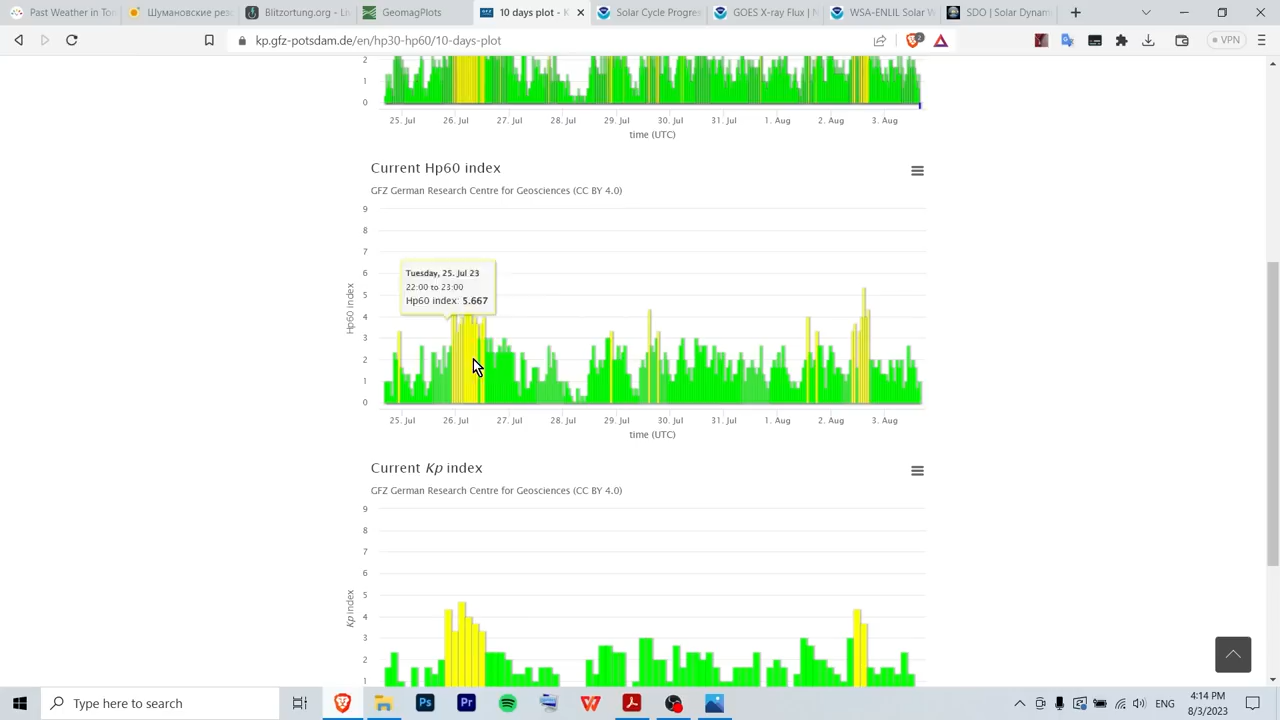 Past Weather in Tom
Шумановские резо
Blitzortung.org - Li
GeomagPlots
10 daysplot - K
Solar Cycle Progres
GOES X-ray Flux | N
WSA-ENLIL Solar W
SDO | Solar Dynam
kp.gfz-potsdam.de/en/hp30-hp60/10-days-plot
2
VPN
2
1
0
25. Jul 26. Jul 27. Jul 28. Jul 29. Jul 30. Jul 31. Jul 1. Aug 2. Aug 3. Aug
time (UTC)
Current Hp60 index
GFZ German Research Centre for Geosciences (CC BY 4.0)
9
8
7
6
5
4
3
2
1
0
Hp60 index
Tuesday, 25. Jul 23
22:00 to 23:00
Hp60 index: 5.667
25. Jul 26. Jul 27. Jul 28. Jul 29. Jul 30. Jul 31. Jul 1. Aug 2. Aug 3. Aug
time (UTC)
Current Kp index
GFZ German Research Centre for Geosciences (CC BY 4.0)
9
8
7
6
5
4
3
2
1
Kp index
Type here to search
Ps
Pr
ENG
4:14 PM
8/3/2023